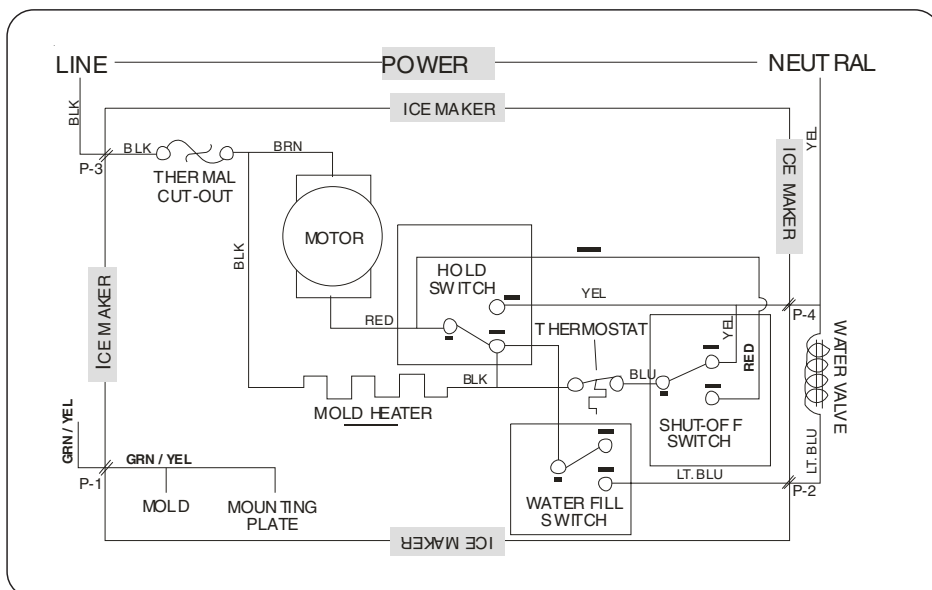 LINE POWER NEUTRAL
BLK
ICE MAKER
YEL
BLK
BRN
P-3
THERMAL
CUT-OUT
ICE MAKER
MOTOR
BLK
HOLD
SWITCH
YEL
RED
THERMOSTAT
P-4
ICE MAKER
YEL
RED
WATER VALVE
BLK
BLU
MOLD HEATER
SHUT-OFF
SWITCH
GRN / YEL
GRN / YEL
LT.BLU
LT.BLU
P-1
P-2
MOLD
MOUNTING
PLATE
WATER FILL
SWITCH
ICE MAKER